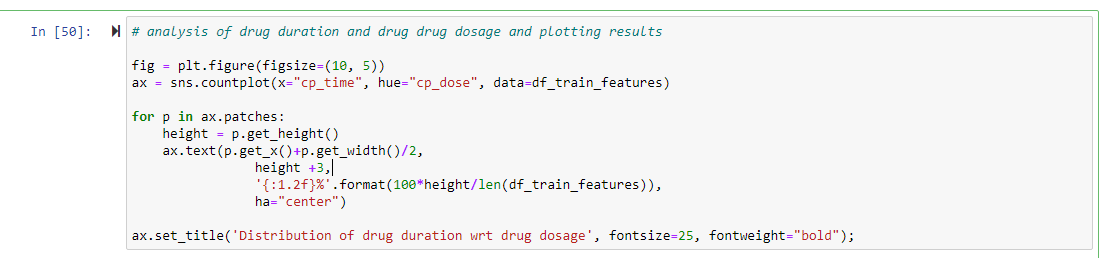 In [50]:
# analysis of drug duration and drug drug dosage and plotting results
fig = plt.figure(figsize=(10, 5))
ax = sns.countplot(x="cp_time", hue="cp_dose", data=df_train_features)
for p in ax.patches:
    height = p.get_height()
    ax.text(p.get_x()+p.get_width()/2,
                height +3,
                '{:1.2f}%'.format(100*height/len(df_train_features)),
                ha="center")
ax.set_title('Distribution of drug duration wrt drug dosage', fontsize=25, fontweight="bold");